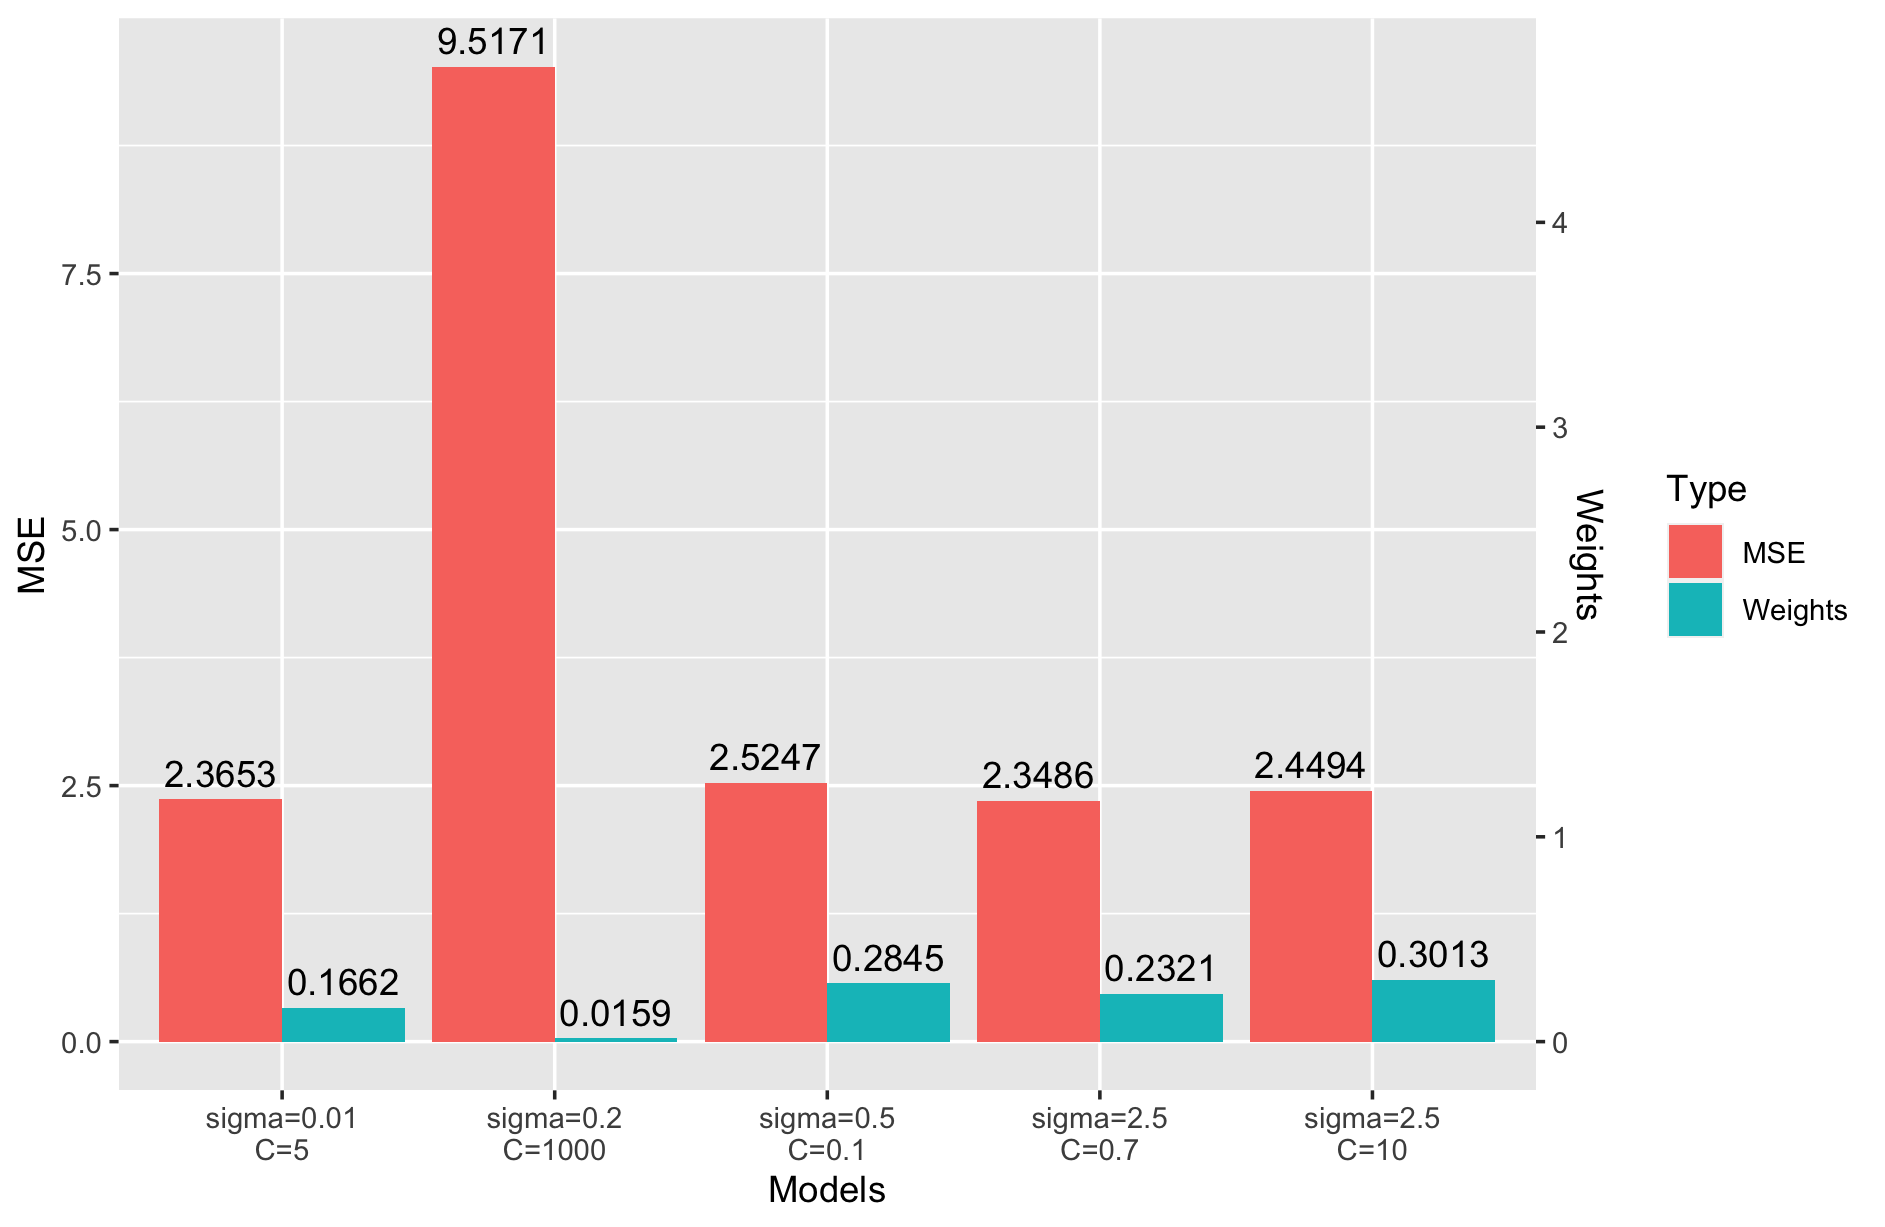 9.5171
7.5
5.0
2.5
0.0
MSE
2.3653
2.5247
2.3486
2.4494
0.1662
0.0159
0.2845
0.2321
0.3013
4
3
2
1
0
Weights
Type
MSE
Weights
sigma=0.01
C=5
sigma=0.2
C=1000
sigma=0.5
C=0.1
sigma=2.5
C=0.7
sigma=2.5
C=10
Models